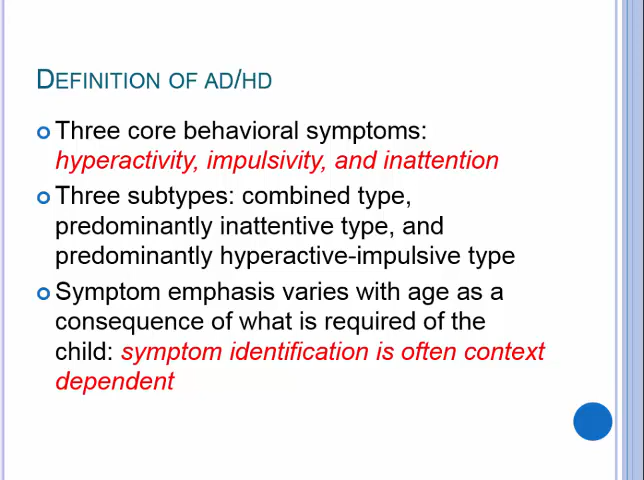 DEFINITION OF AD/HD
Three core behavioral symptoms:
hyperactivity, impulsivity, and inattention
Three subtypes: combined type,
predominantly inattentive type, and
predominantly hyperactive-impulsive type
Symptom emphasis varies with age as a
consequence of what is required of the
child: symptom identification is often context
dependent